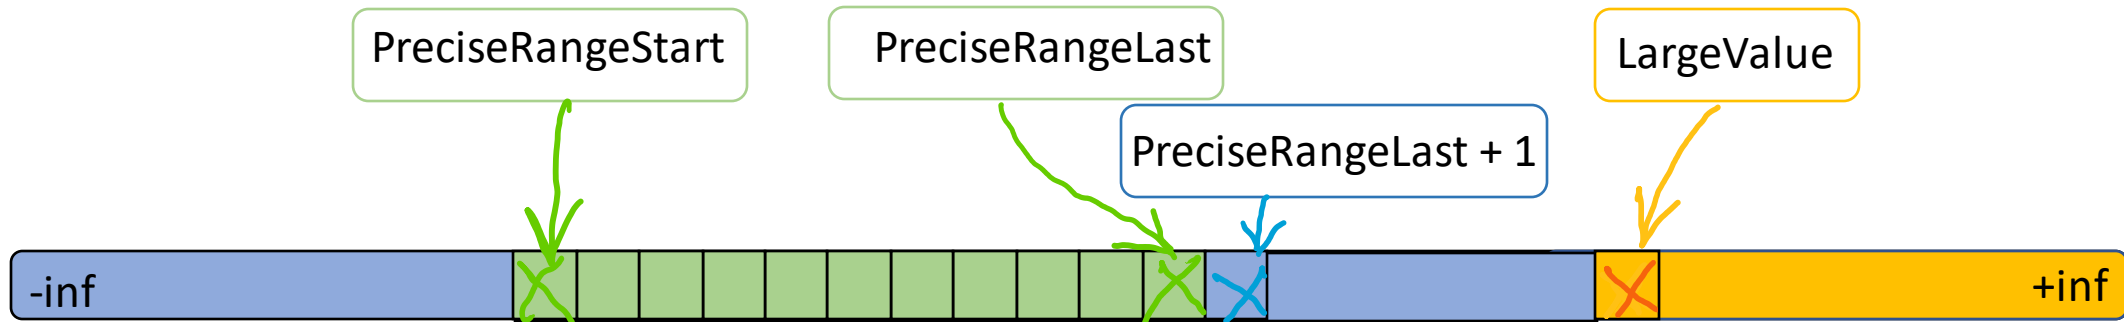 PreciseRangeStart
PreciseRangeLast
LargeValue
PreciseRangeLast + 1
-inf
+inf